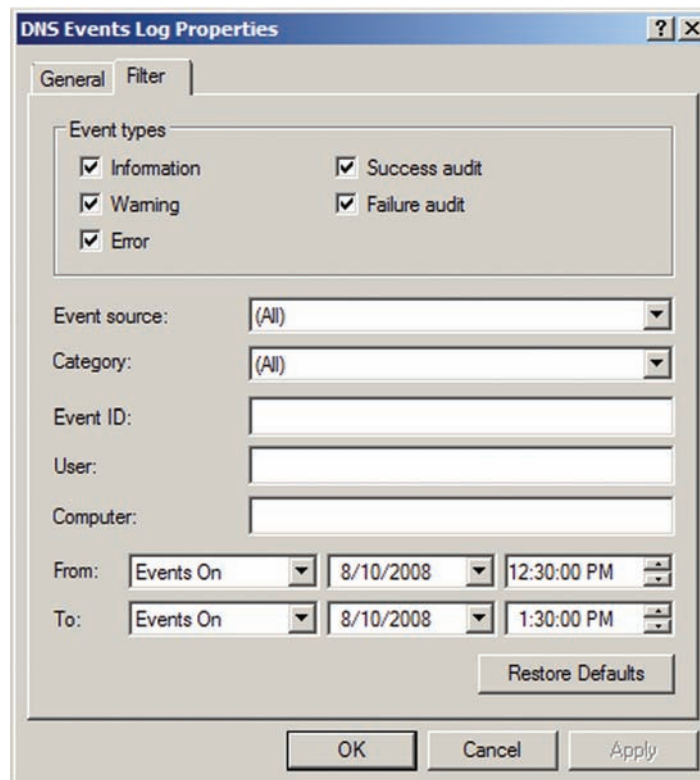 DNS Events Log Properties
General Filter
Event types
Information Success audit
Warning Failure audit
Error
Event source: (All)
Category: (All)
Event ID:
User:
Computer:
From: Events On 8/10/2008 12:30:00 PM
To: Events On 8/10/2008 1:30:00 PM
Restore Defaults
OK Cancel Apply